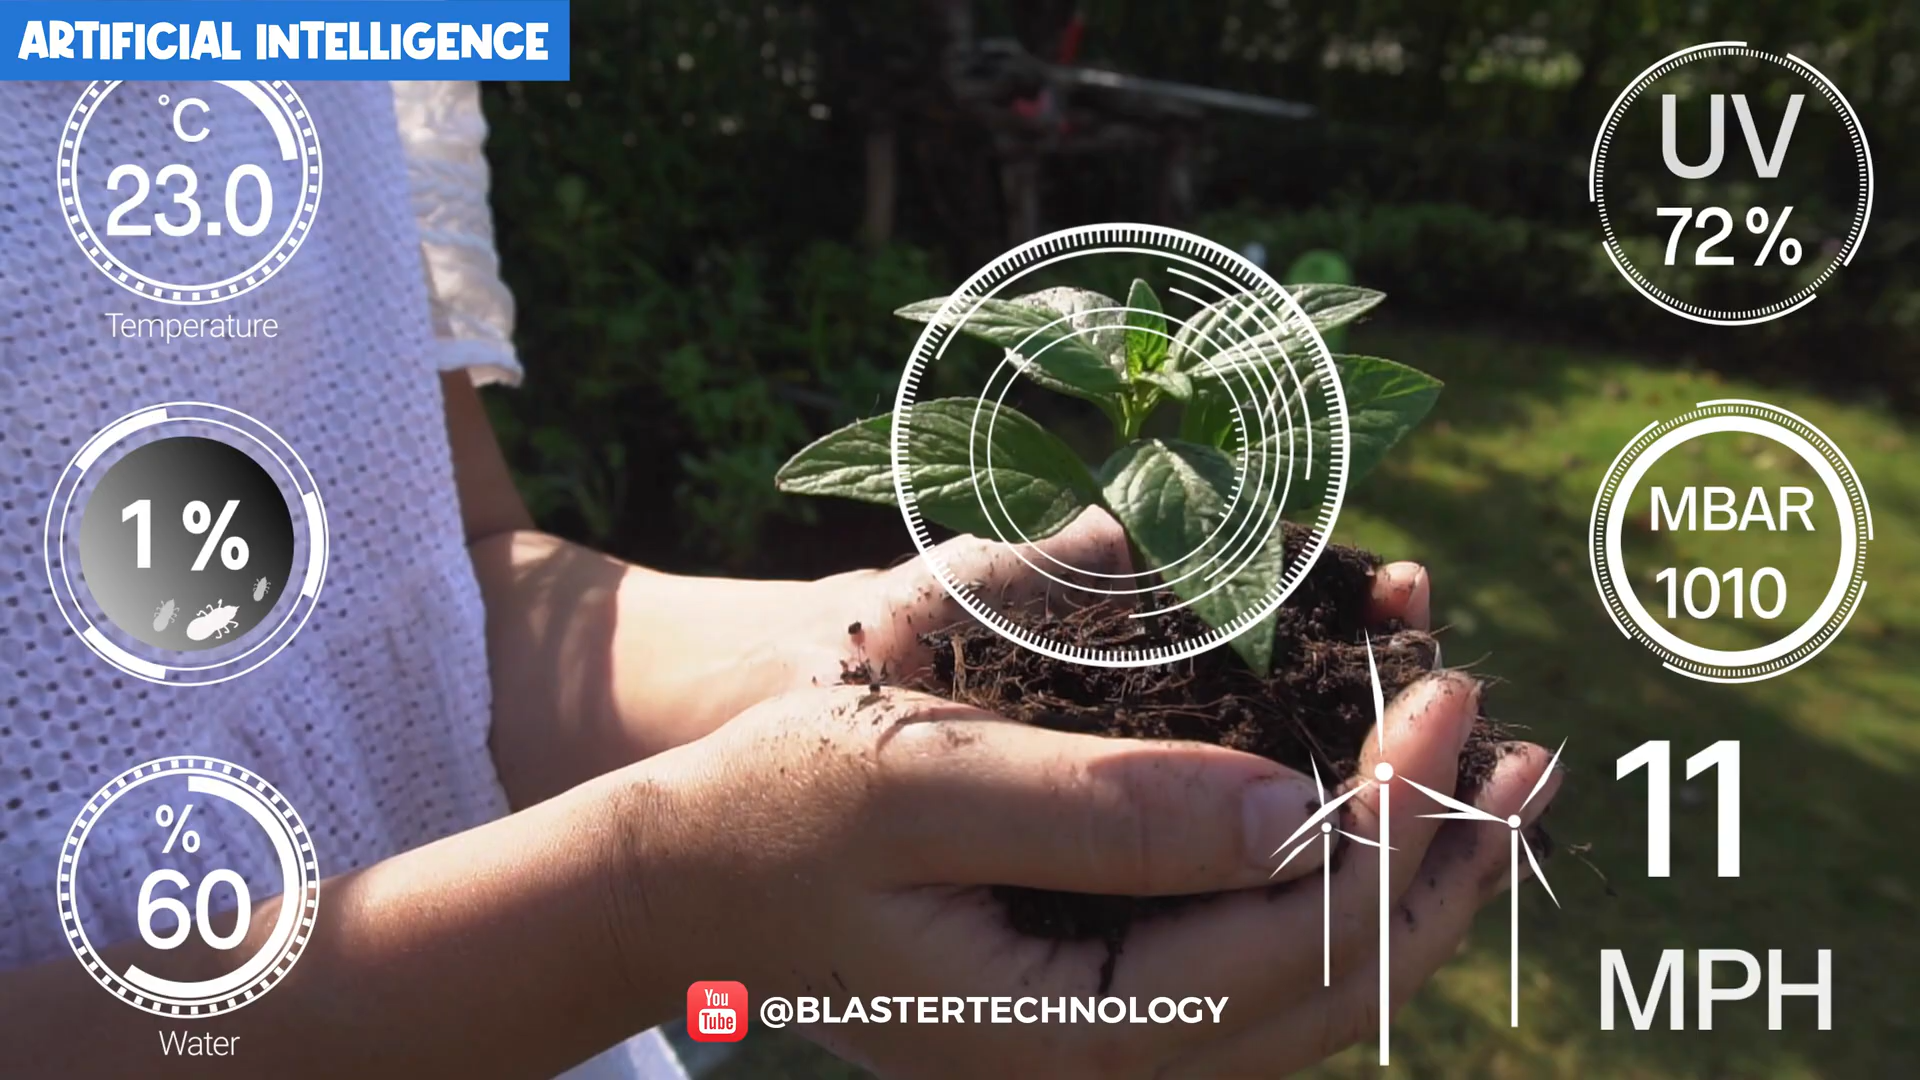 ARTIFICIAL INTELLIGENCE
°C
23.0
Temperature
1 %
%
60
Water
UV
72 %
MBAR
1010
11
MPH
You
Tube
@BLASTERTECHNOLOGY